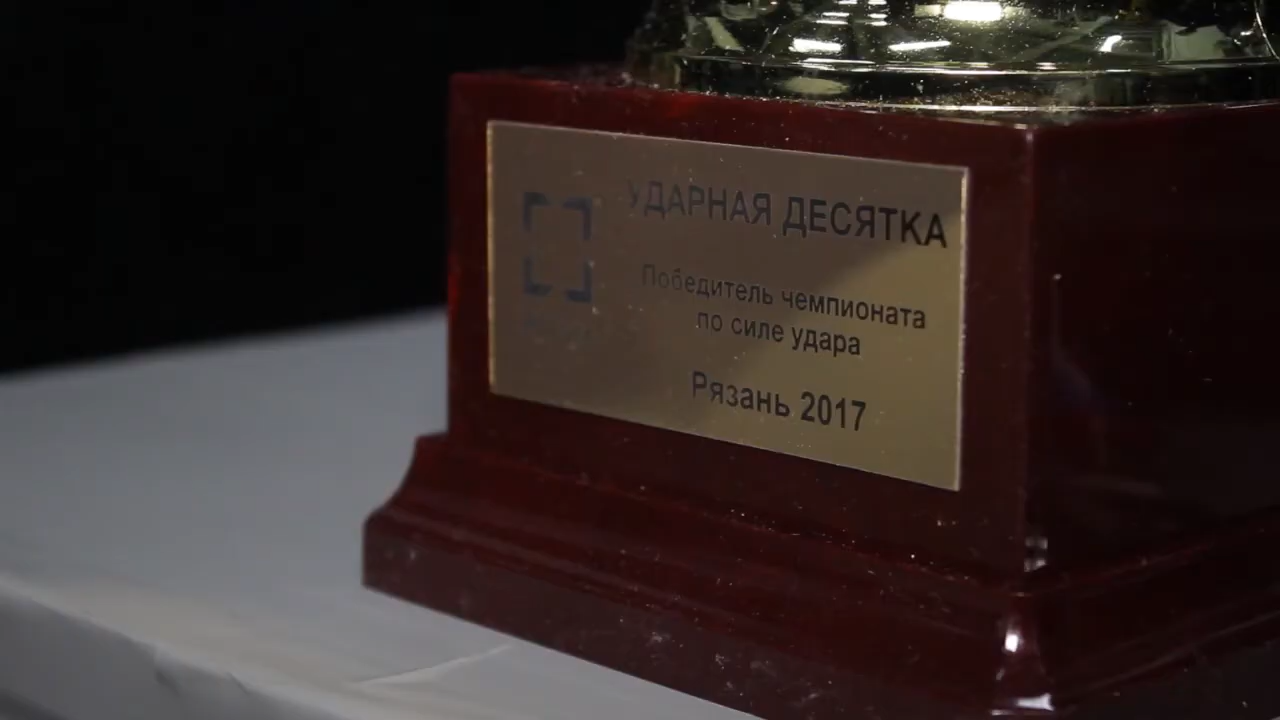 УДАРНАЯ ДЕСЯТКА
Победитель чемпионата
по силе удара
Рязань 2017